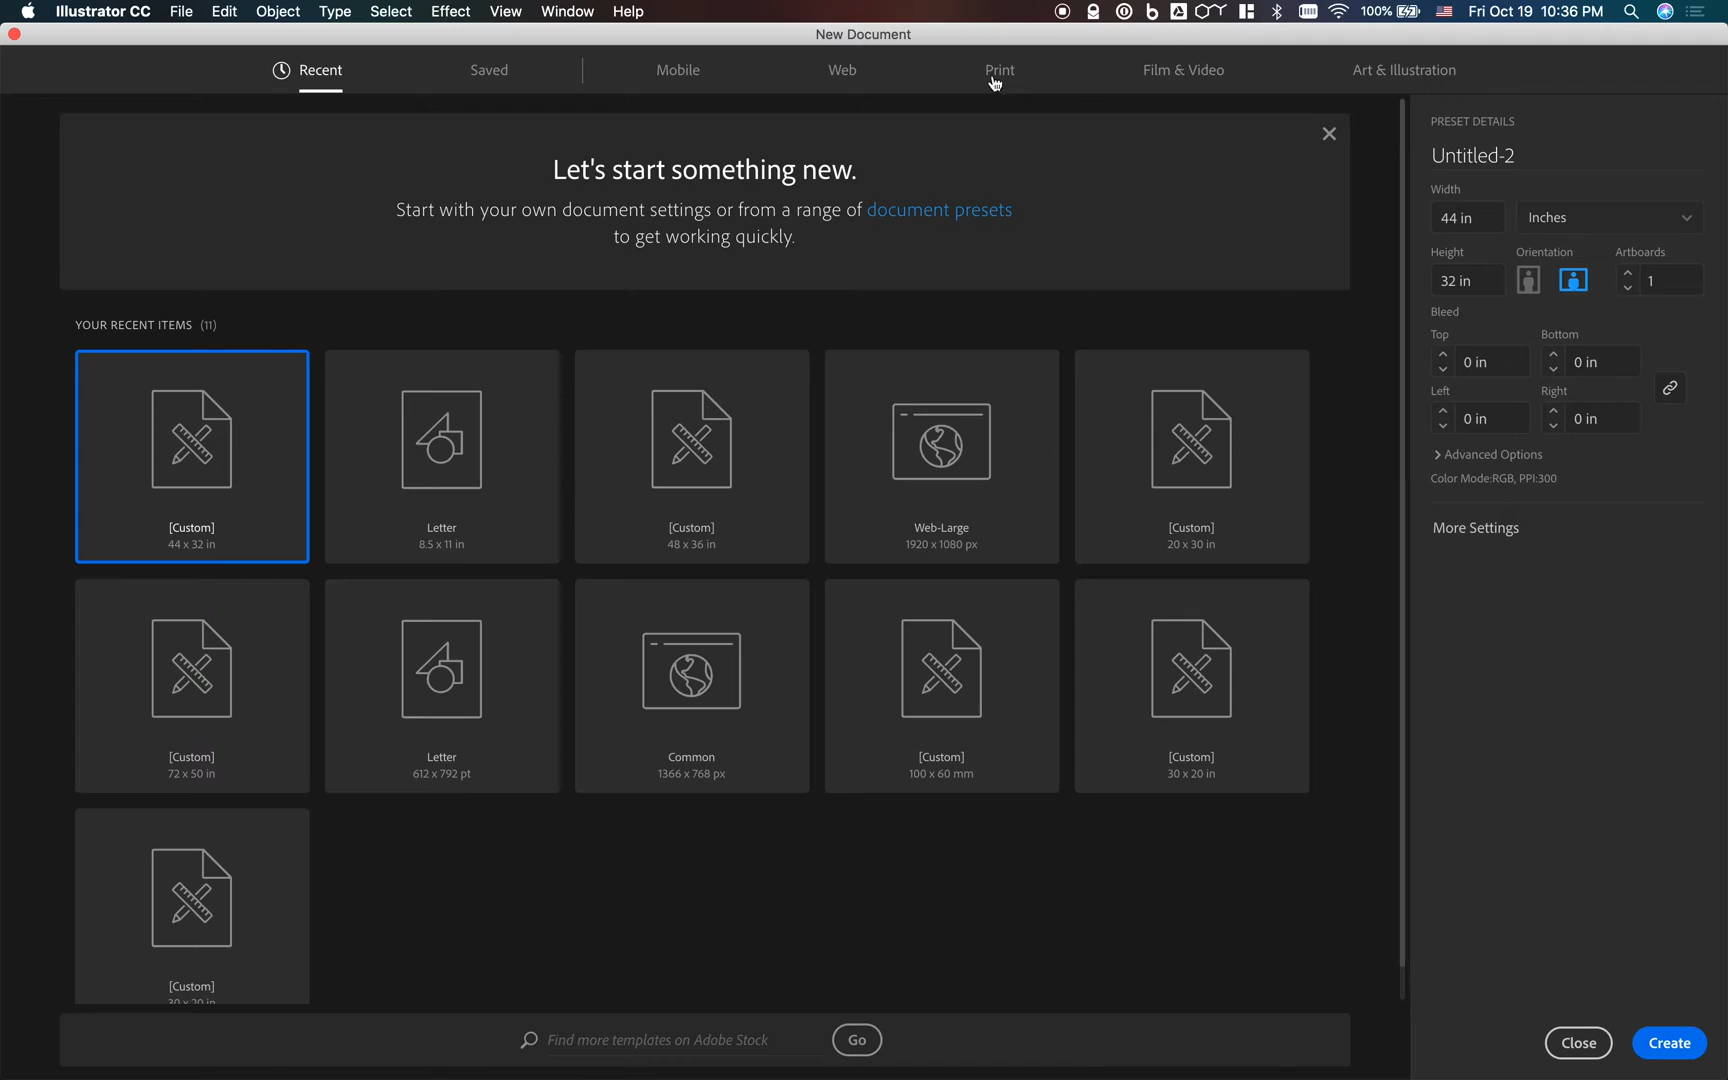 Illustrator CC File Edit Object Type Select Effect View Window Help 100% Fri Oct 19 10:36 PM
New Document
Recent Saved Mobile Web Print Film & Video Art & Illustration
Let's start something new.
Start with your own document settings or from a range of document presets
to get working quickly.
YOUR RECENT ITEMS (11)
[Custom] Letter [Custom] Web-Large [Custom]
44 x 32 in 8.5 x 11 in 48 x 36 in 1920 x 1080 px 20 x 30 in
[Custom] Letter Common [Custom] [Custom]
72 x 50 in 612 x 792 pt 1366 x 768 px 100 x 60 mm 30 x 20 in
[Custom]
30 x 20 in
Find more templates on Adobe Stock Go
PRESET DETAILS
Untitled-2
Width
44 in Inches
Height Orientation Artboards
32 in 1
Bleed
Top Bottom
0 in 0 in
Left Right
0 in 0 in
Advanced Options
Color Mode:RGB, PPI:300
More Settings
Close Create